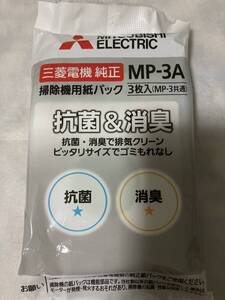 MITSUBISHI
ELECTRIC
三菱電機 純正 MP-3A
掃除機用紙パック 3枚入(MP-3共通)
抗菌&消臭
抗菌・消臭で排気クリーン
ピッタリサイズでゴミもれなし
抗菌 消臭
お願い